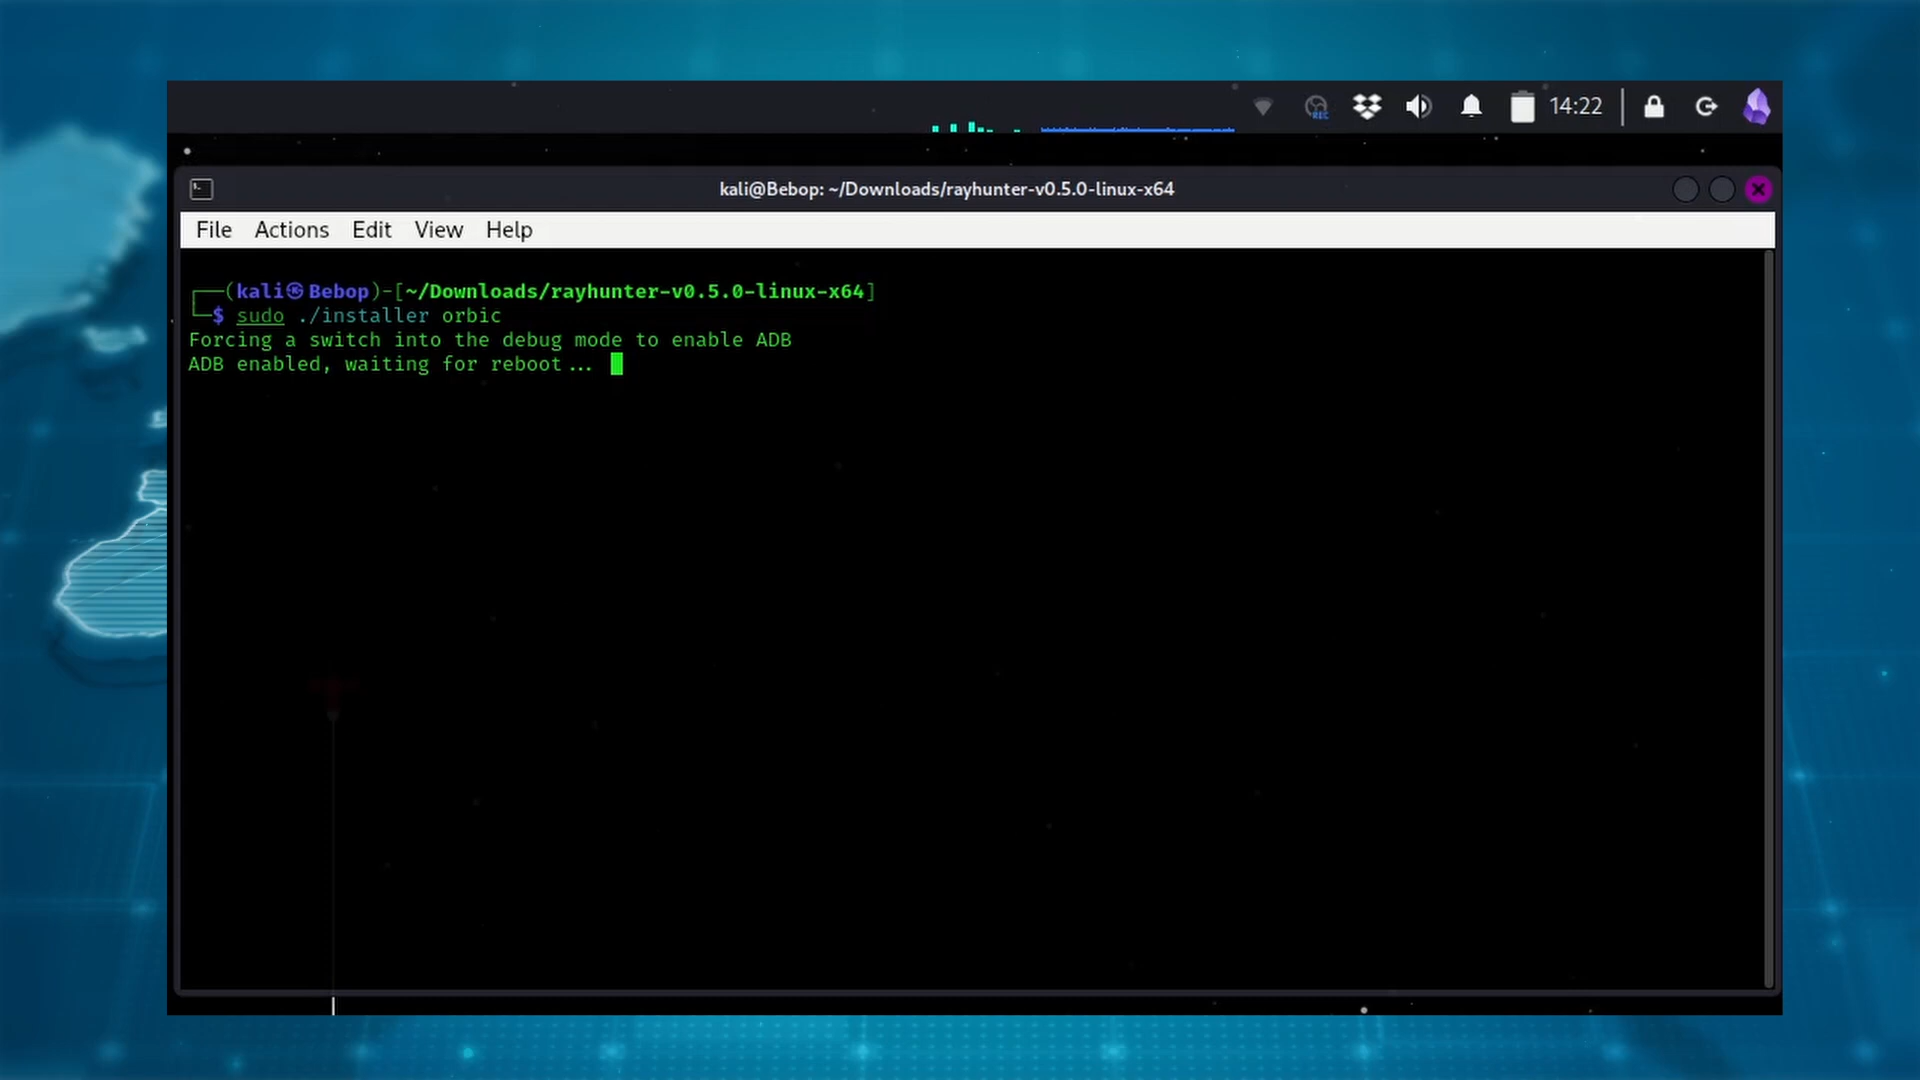 REC
14:22
kali@Bebop: ~/Downloads/rayhunter-v0.5.0-linux-x64
File Actions Edit View Help
┌──(kali㉿Bebop)-[~/Downloads/rayhunter-v0.5.0-linux-x64]
└─$ sudo ./installer orbic
Forcing a switch into the debug mode to enable ADB
ADB enabled, waiting for reboot...